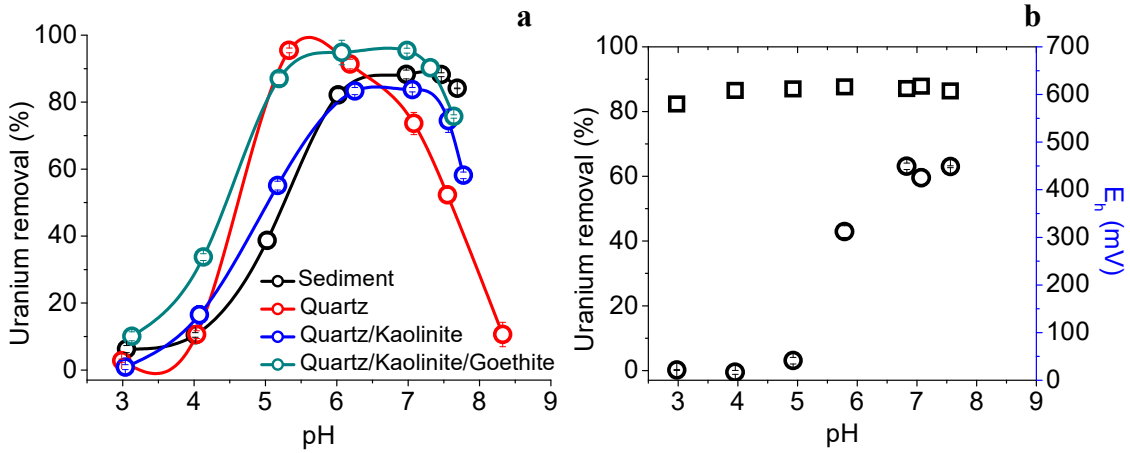 a
b
Uranium removal (%)
100
80
60
40
20
0
Sediment
Quartz
Quartz/Kaolinite
Quartz/Kaolinite/Goethite
3 4 5 6 7 8 9
pH
Uranium removal (%)
100
80
60
40
20
0
3 4 5 6 7 8 9
pH
700
600
500
400
300
200
100
0
Eh (mV)